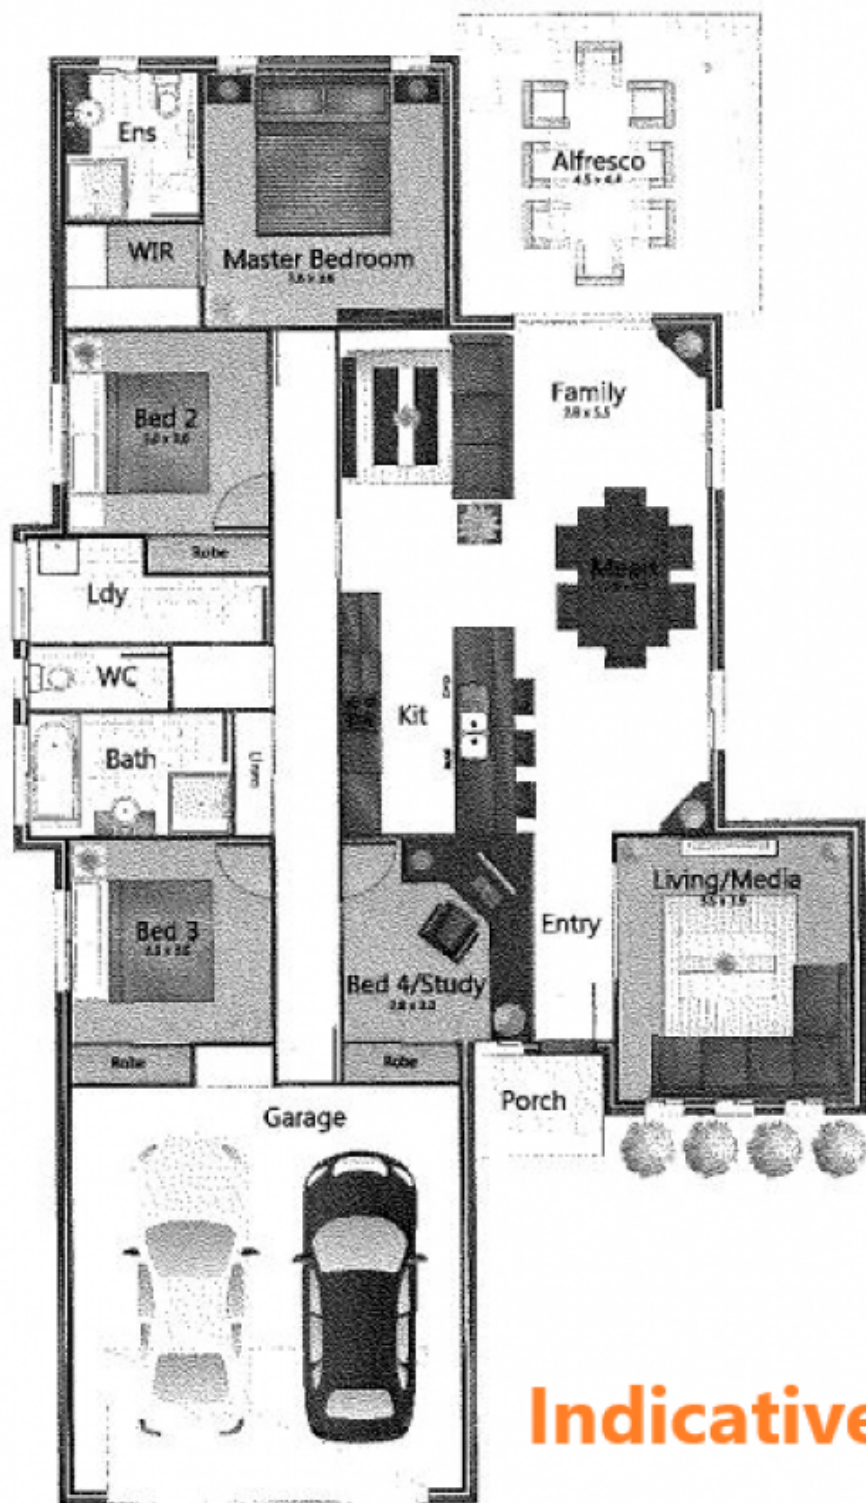 Ens
Alfresco
4.5 x 4.4
WIR
Master Bedroom
Bed 2
Family
Robe
Ldy
Meals
WC
Kit
Bath
Linen
Living/Media
Bed 3
Entry
Bed 4/Study
Robe
Robe
Porch
Garage
Indicative